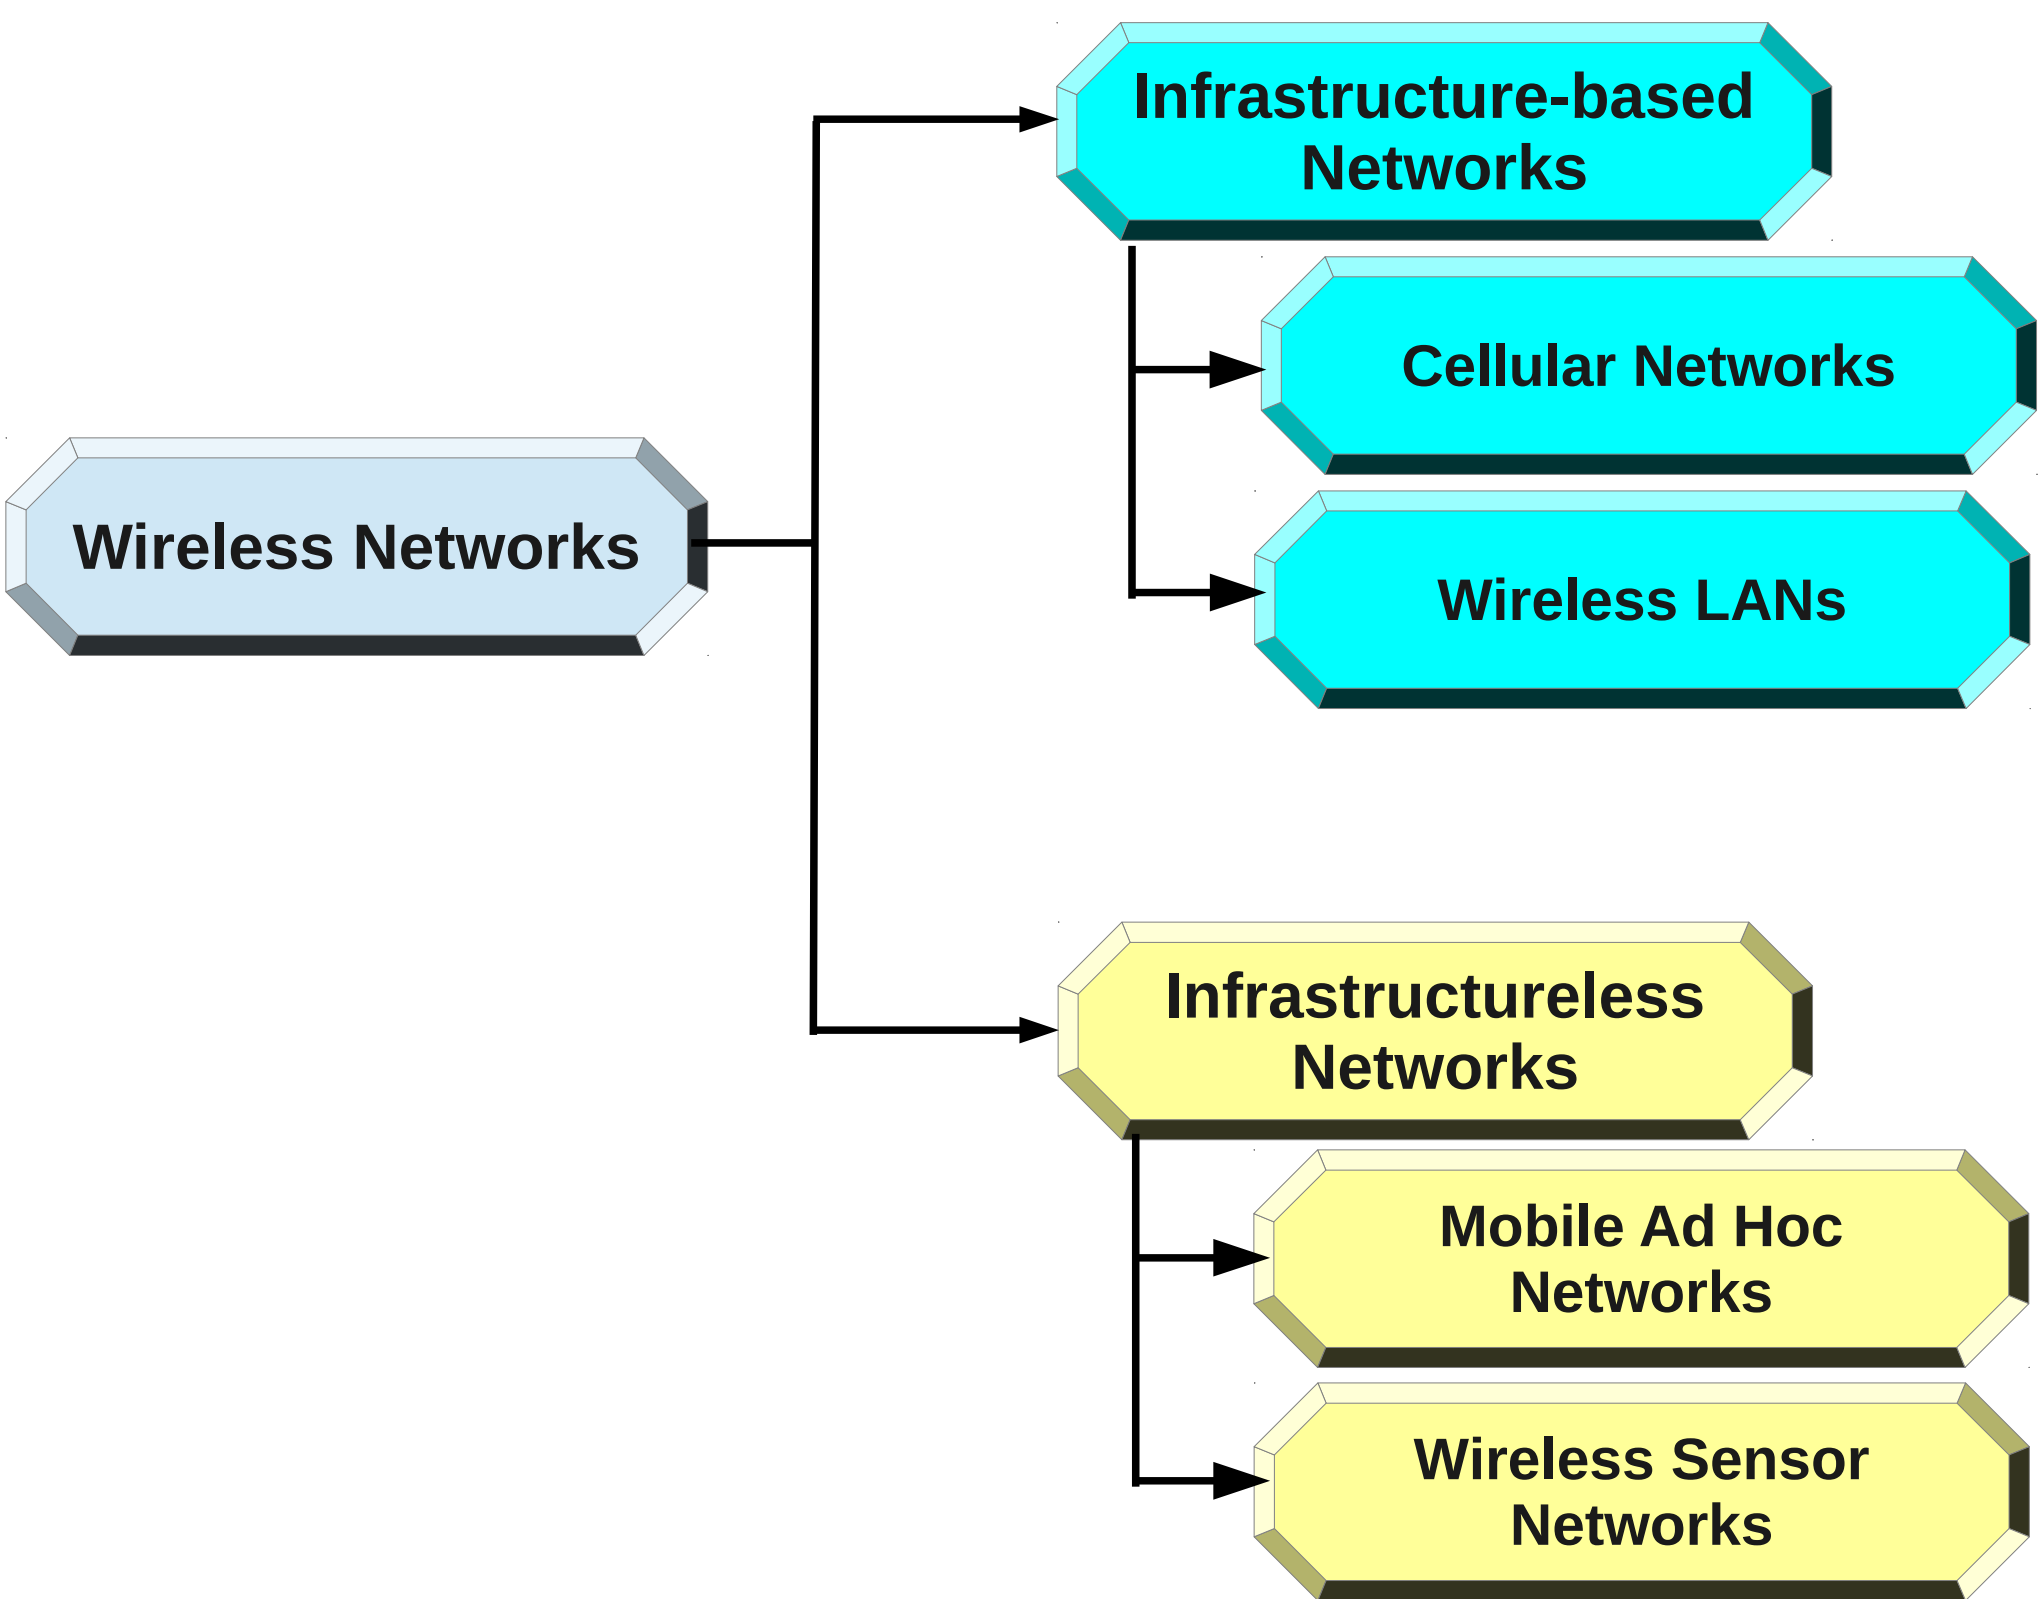 Infrastructure-based
Networks
Cellular Networks
Wireless Networks
Wireless LANs
Infrastructureless
Networks
Mobile Ad Hoc
Networks
Wireless Sensor
Networks